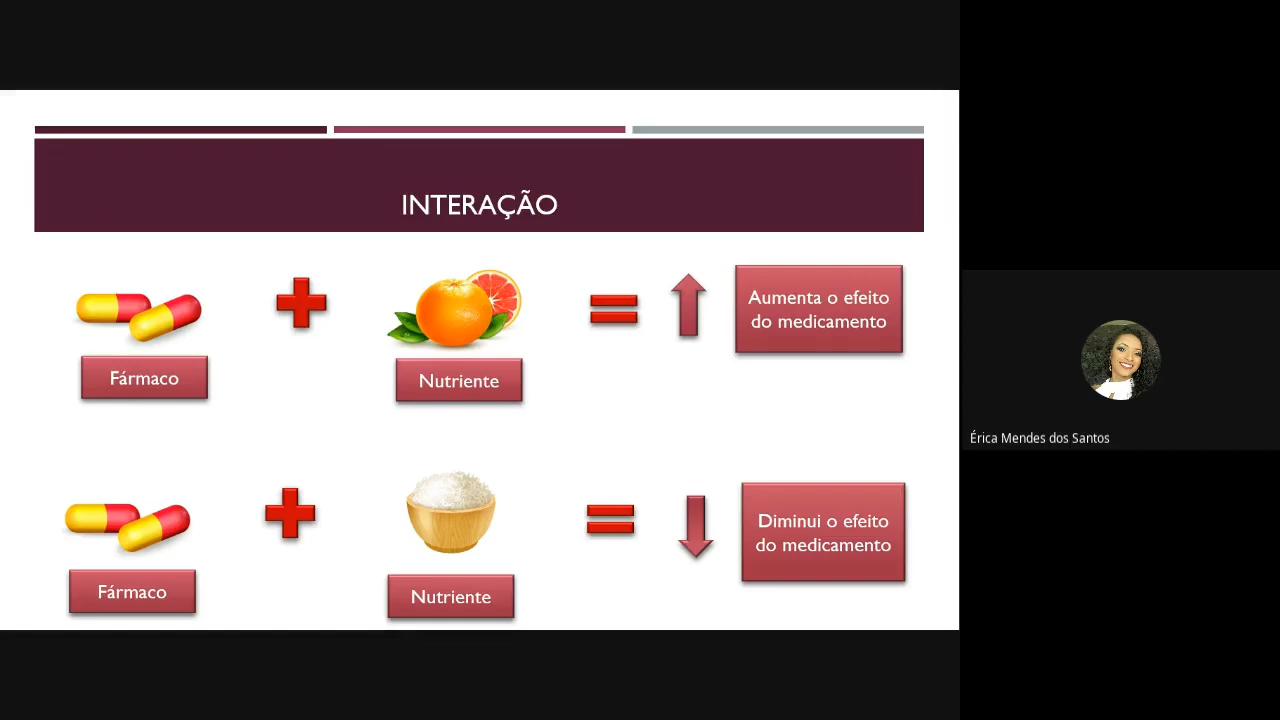 INTERAÇÃO
Aumenta o efeito
do medicamento
Fármaco
Nutriente
Érica Mendes dos Santos
Diminui o efeito
do medicamento
Fármaco
Nutriente